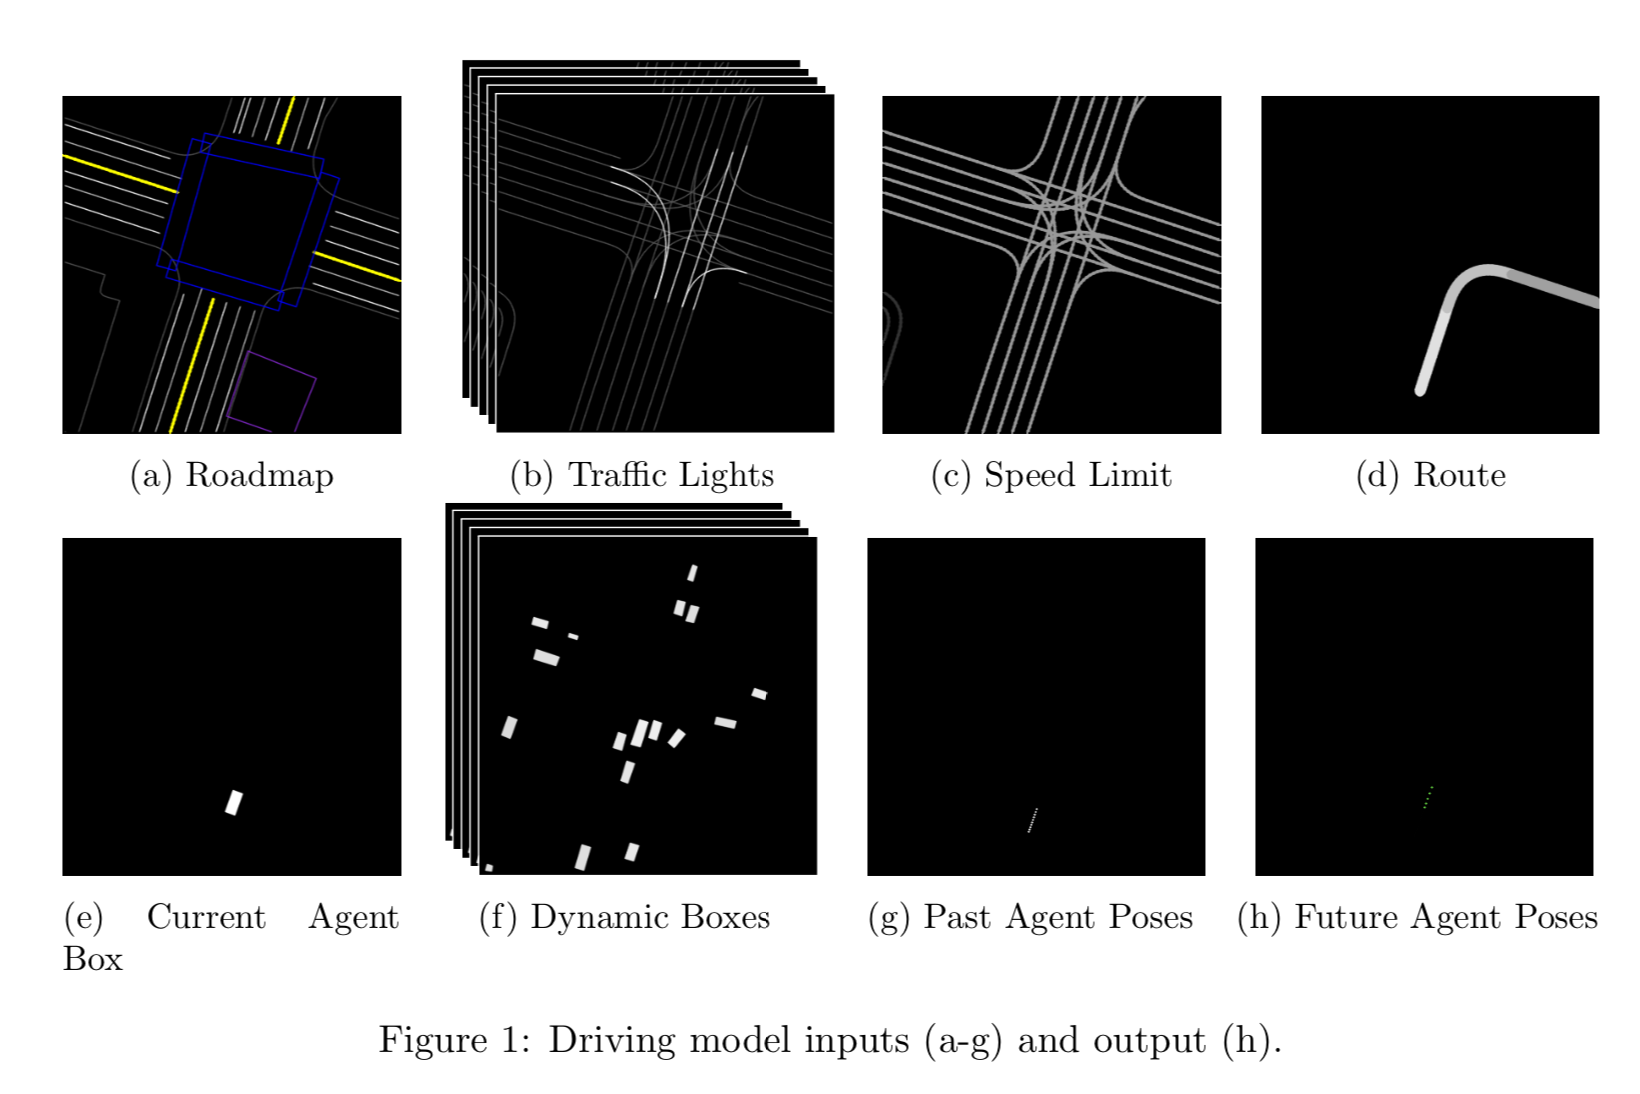 (a) Roadmap
(b) Traffic Lights
(c) Speed Limit
(d) Route
(e) Current Agent
Box
(f) Dynamic Boxes
(g) Past Agent Poses
(h) Future Agent Poses
Figure 1: Driving model inputs (a-g) and output (h).